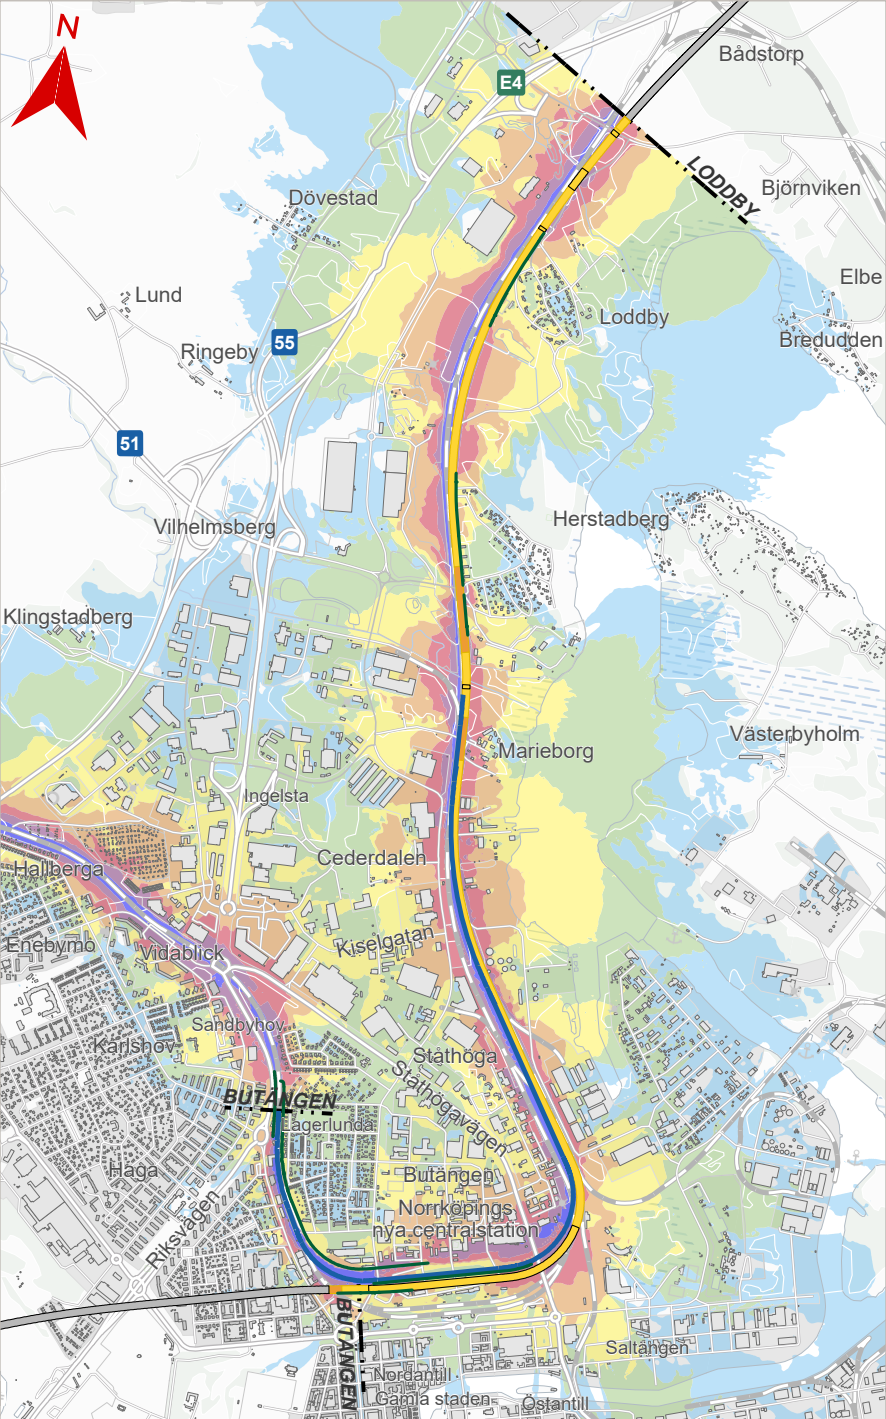 N
Bådstorp
E4
LODDBY
Björnviken
Dövestad
Elbe
Lund
Loddby
55
Ringeby
Bredudden
51
Vilhelmsberg
Herstadberg
Klingstadberg
Västerbyholm
Marieborg
Ingelsta
Cederdalen
Hallberga
Kiselgatan
Enebymo
Vidablick
Sandbyhov
Karlshov
Ståthöga
Ståthögavägen
BUTÄNGEN
Lagerlunda
Haga
Butängen
Riksvägen
Norrköpings
nya centralstation
BUTÄNGEN
Saltängen
Nordantill
Gamla staden
Östantill